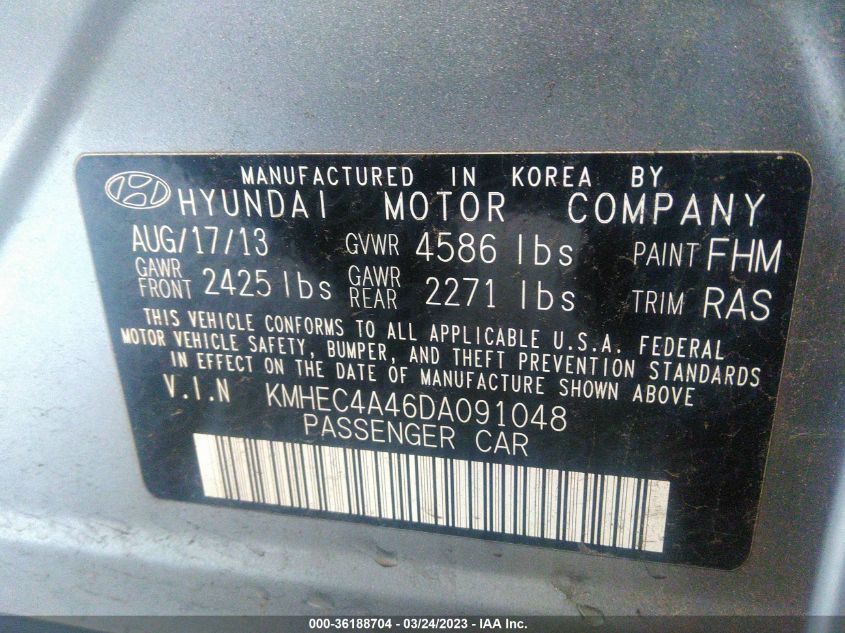 MANUFACTURED IN KOREA BY
HYUNDAI MOTOR COMPANY
AUG/17/13 GVWR 4586 lbs PAINT FHM
GAWR FRONT 2425 lbs GAWR REAR 2271 lbs TRIM RAS
THIS VEHICLE CONFORMS TO ALL APPLICABLE U.S.A. FEDERAL
MOTOR VEHICLE SAFETY, BUMPER, AND THEFT PREVENTION STANDARDS
IN EFFECT ON THE DATE OF MANUFACTURE SHOWN ABOVE
V.I.N KMHEC4A46DA091048
PASSENGER CAR
000-36188704 - 03/24/2023 - IAA Inc.